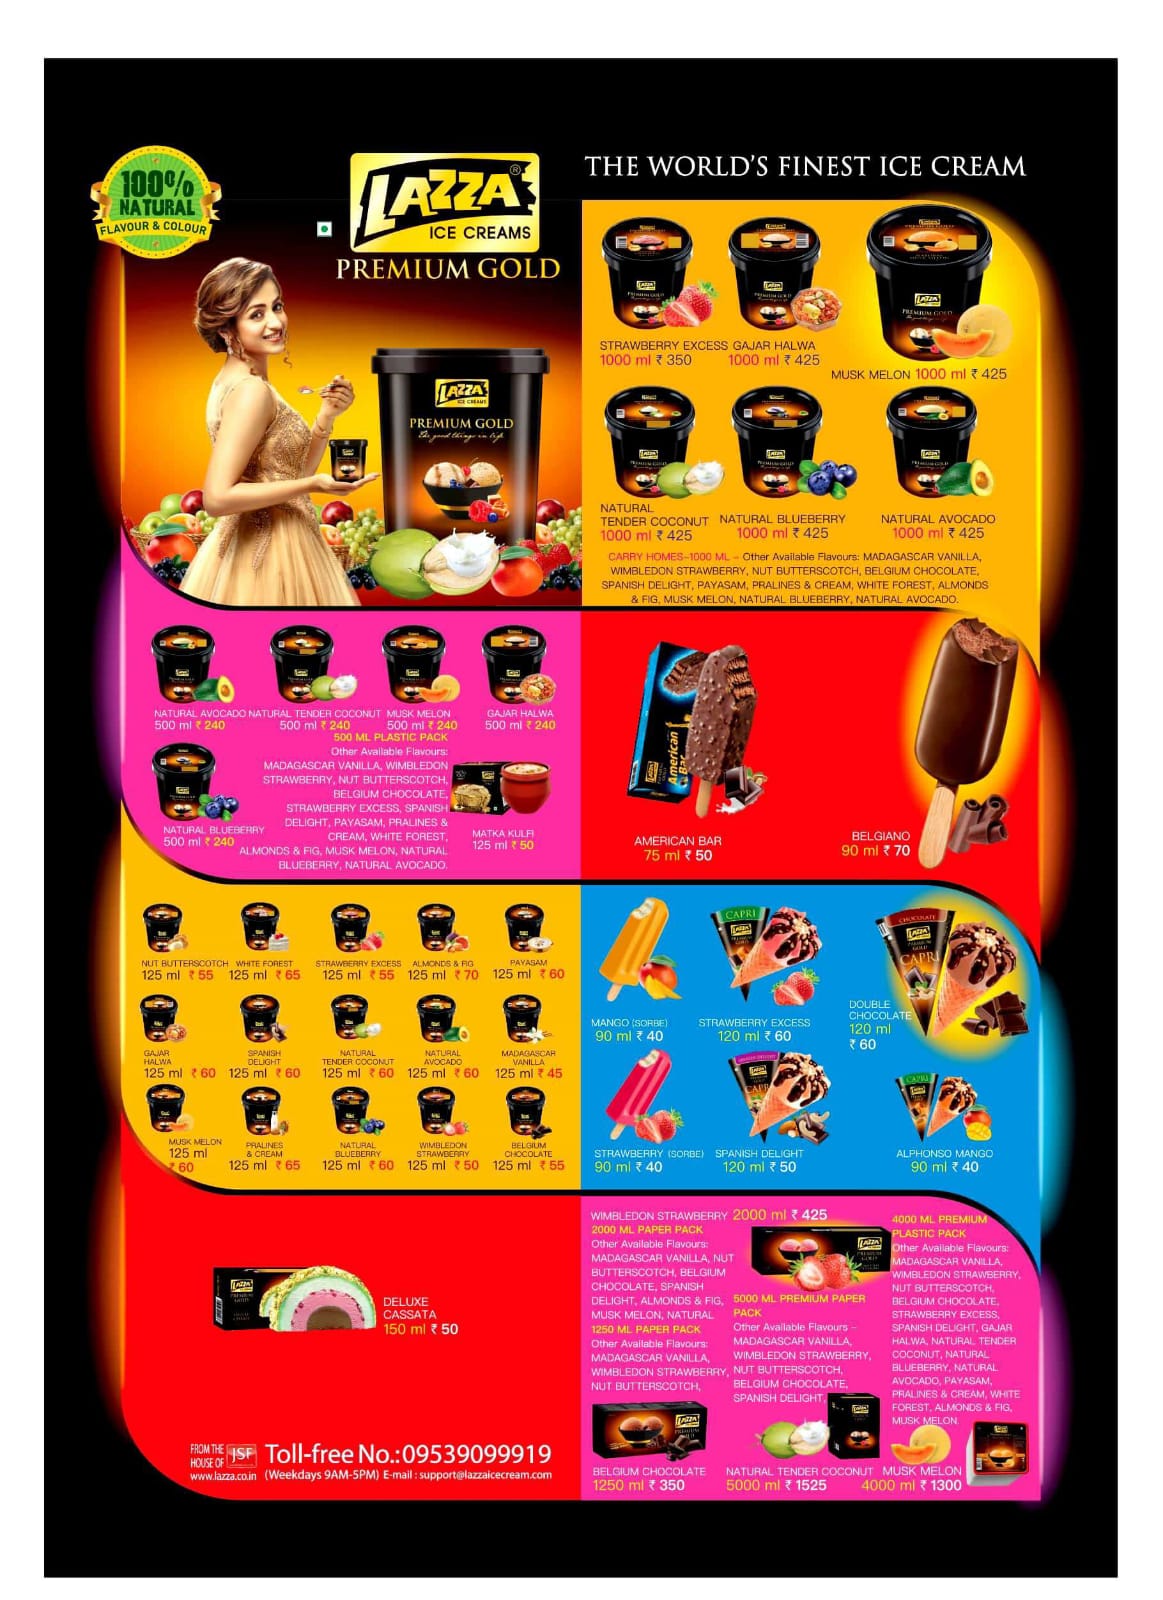 100%
NATURAL
FLAVOUR & COLOUR
LAZZA®
ICE CREAMS
PREMIUM GOLD
THE WORLD'S FINEST ICE CREAM
LAZZA
ICE CREAMS
PREMIUM GOLD
The good things in life
STRAWBERRY EXCESS
1000 ml ₹ 350
GAJAR HALWA
1000 ml ₹ 425
MUSK MELON 1000 ml ₹ 425
NATURAL
TENDER COCONUT
1000 ml ₹ 425
NATURAL BLUEBERRY
1000 ml ₹ 425
NATURAL AVOCADO
1000 ml ₹ 425
CARRY HOMES-1000 ML – Other Available Flavours: MADAGASCAR VANILLA,
WIMBLEDON STRAWBERRY, NUT BUTTERSCOTCH, BELGIUM CHOCOLATE,
SPANISH DELIGHT, PAYASAM, PRALINES & CREAM, WHITE FOREST, ALMONDS
& FIG, MUSK MELON, NATURAL BLUEBERRY, NATURAL AVOCADO.
NATURAL AVOCADO
500 ml ₹ 240
NATURAL TENDER COCONUT
500 ml ₹ 240
MUSK MELON
500 ml ₹ 240
GAJAR HALWA
500 ml ₹ 240
500 ML PLASTIC PACK
Other Available Flavours:
MADAGASCAR VANILLA, WIMBLEDON
STRAWBERRY, NUT BUTTERSCOTCH,
BELGIUM CHOCOLATE,
STRAWBERRY EXCESS, SPANISH
DELIGHT, PAYASAM, PRALINES &
CREAM, WHITE FOREST,
ALMONDS & FIG, MUSK MELON, NATURAL
BLUEBERRY, NATURAL AVOCADO.
NATURAL BLUEBERRY
500 ml ₹ 240
MATKA KULFI
125 ml ₹ 50
American
Bar
AMERICAN BAR
75 ml ₹ 50
BELGIANO
90 ml ₹ 70
NUT BUTTERSCOTCH
125 ml ₹ 55
WHITE FOREST
125 ml ₹ 65
STRAWBERRY EXCESS
125 ml ₹ 55
ALMONDS & FIG
125 ml ₹ 70
PAYASAM
125 ml ₹ 60
GAJAR
HALWA
125 ml ₹ 60
SPANISH
DELIGHT
125 ml ₹ 60
NATURAL
TENDER COCONUT
125 ml ₹ 60
NATURAL
AVOCADO
125 ml ₹ 60
MADAGASCAR
VANILLA
125 ml ₹ 45
MUSK MELON
125 ml
₹ 60
PRALINES
& CREAM
125 ml ₹ 65
NATURAL
BLUEBERRY
125 ml ₹ 60
WIMBLEDON
STRAWBERRY
125 ml ₹ 50
BELGIUM
CHOCOLATE
125 ml ₹ 55
MANGO (SORBE)
90 ml ₹ 40
CAPRI
STRAWBERRY EXCESS
120 ml ₹ 60
CHOCOLATE
LAZZA
PREMIUM
GOLD
CAPRI
DOUBLE
CHOCOLATE
120 ml
₹ 60
STRAWBERRY (SORBE)
90 ml ₹ 40
SPANISH DELIGHT
120 ml ₹ 50
CAPRI
ALPHONSO MANGO
90 ml ₹ 40
DELUXE
CASSATA
150 ml ₹ 50
WIMBLEDON STRAWBERRY 2000 ml ₹ 425
2000 ML PAPER PACK
Other Available Flavours:
MADAGASCAR VANILLA, NUT
BUTTERSCOTCH, BELGIUM
CHOCOLATE, SPANISH
DELIGHT, ALMONDS & FIG,
MUSK MELON, NATURAL
1250 ML PAPER PACK
Other Available Flavours:
MADAGASCAR VANILLA,
WIMBLEDON STRAWBERRY,
NUT BUTTERSCOTCH,
BELGIUM CHOCOLATE
1250 ml ₹ 350
5000 ML PREMIUM PAPER
PACK
Other Available Flavours –
MADAGASCAR VANILLA,
WIMBLEDON STRAWBERRY,
NUT BUTTERSCOTCH,
BELGIUM CHOCOLATE,
SPANISH DELIGHT,
NATURAL TENDER COCONUT
5000 ml ₹ 1525
4000 ML PREMIUM
PLASTIC PACK
Other Available Flavours:
MADAGASCAR VANILLA,
WIMBLEDON STRAWBERRY,
NUT BUTTERSCOTCH,
BELGIUM CHOCOLATE,
STRAWBERRY EXCESS,
SPANISH DELIGHT, GAJAR
HALWA, NATURAL TENDER
COCONUT, NATURAL
BLUEBERRY, NATURAL
AVOCADO, PAYASAM,
PRALINES & CREAM, WHITE
FOREST, ALMONDS & FIG,
MUSK MELON.
MUSK MELON
4000 ml ₹ 1300
FROM THE
HOUSE OF
JSF
Toll-free No.:09539099919
www.lazza.co.in
(Weekdays 9AM-5PM) E-mail : support@lazzaicecream.com